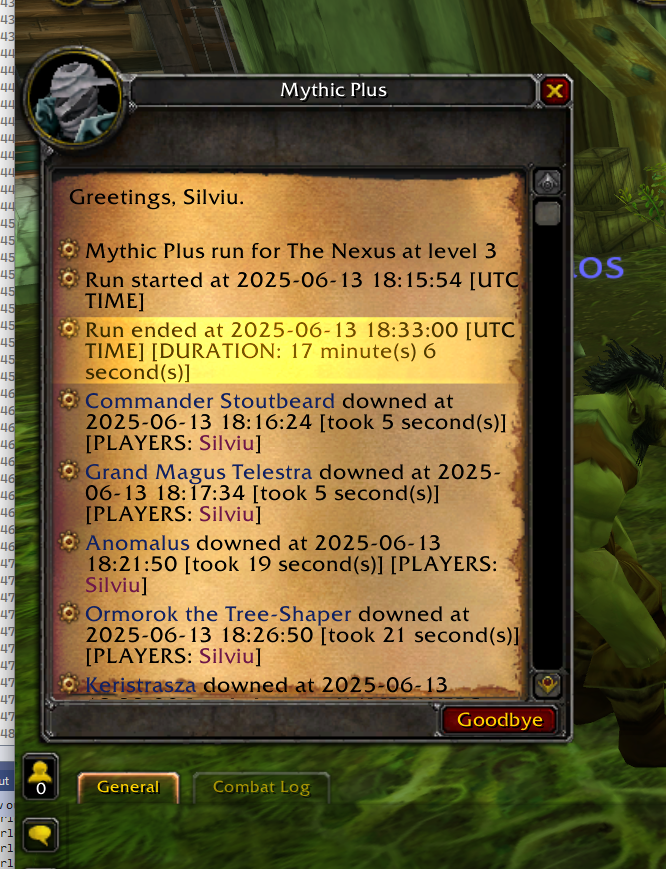 Mythic Plus
Greetings, Silviu.
Mythic Plus run for The Nexus at level 3
Run started at 2025-06-13 18:15:54 [UTC
TIME]
Run ended at 2025-06-13 18:33:00 [UTC
TIME] [DURATION: 17 minute(s) 6
second(s)]
Commander Stoutbeard downed at
2025-06-13 18:16:24 [took 5 second(s)]
[PLAYERS: Silviu]
Grand Magus Telestra downed at 2025-
06-13 18:17:34 [took 5 second(s)]
[PLAYERS: Silviu]
Anomalus downed at 2025-06-13
18:21:50 [took 19 second(s)] [PLAYERS:
Silviu]
Ormorok the Tree-Shaper downed at
2025-06-13 18:26:50 [took 21 second(s)]
[PLAYERS: Silviu]
Keristrasza downed at 2025-06-13
Goodbye
0
General
Combat Log